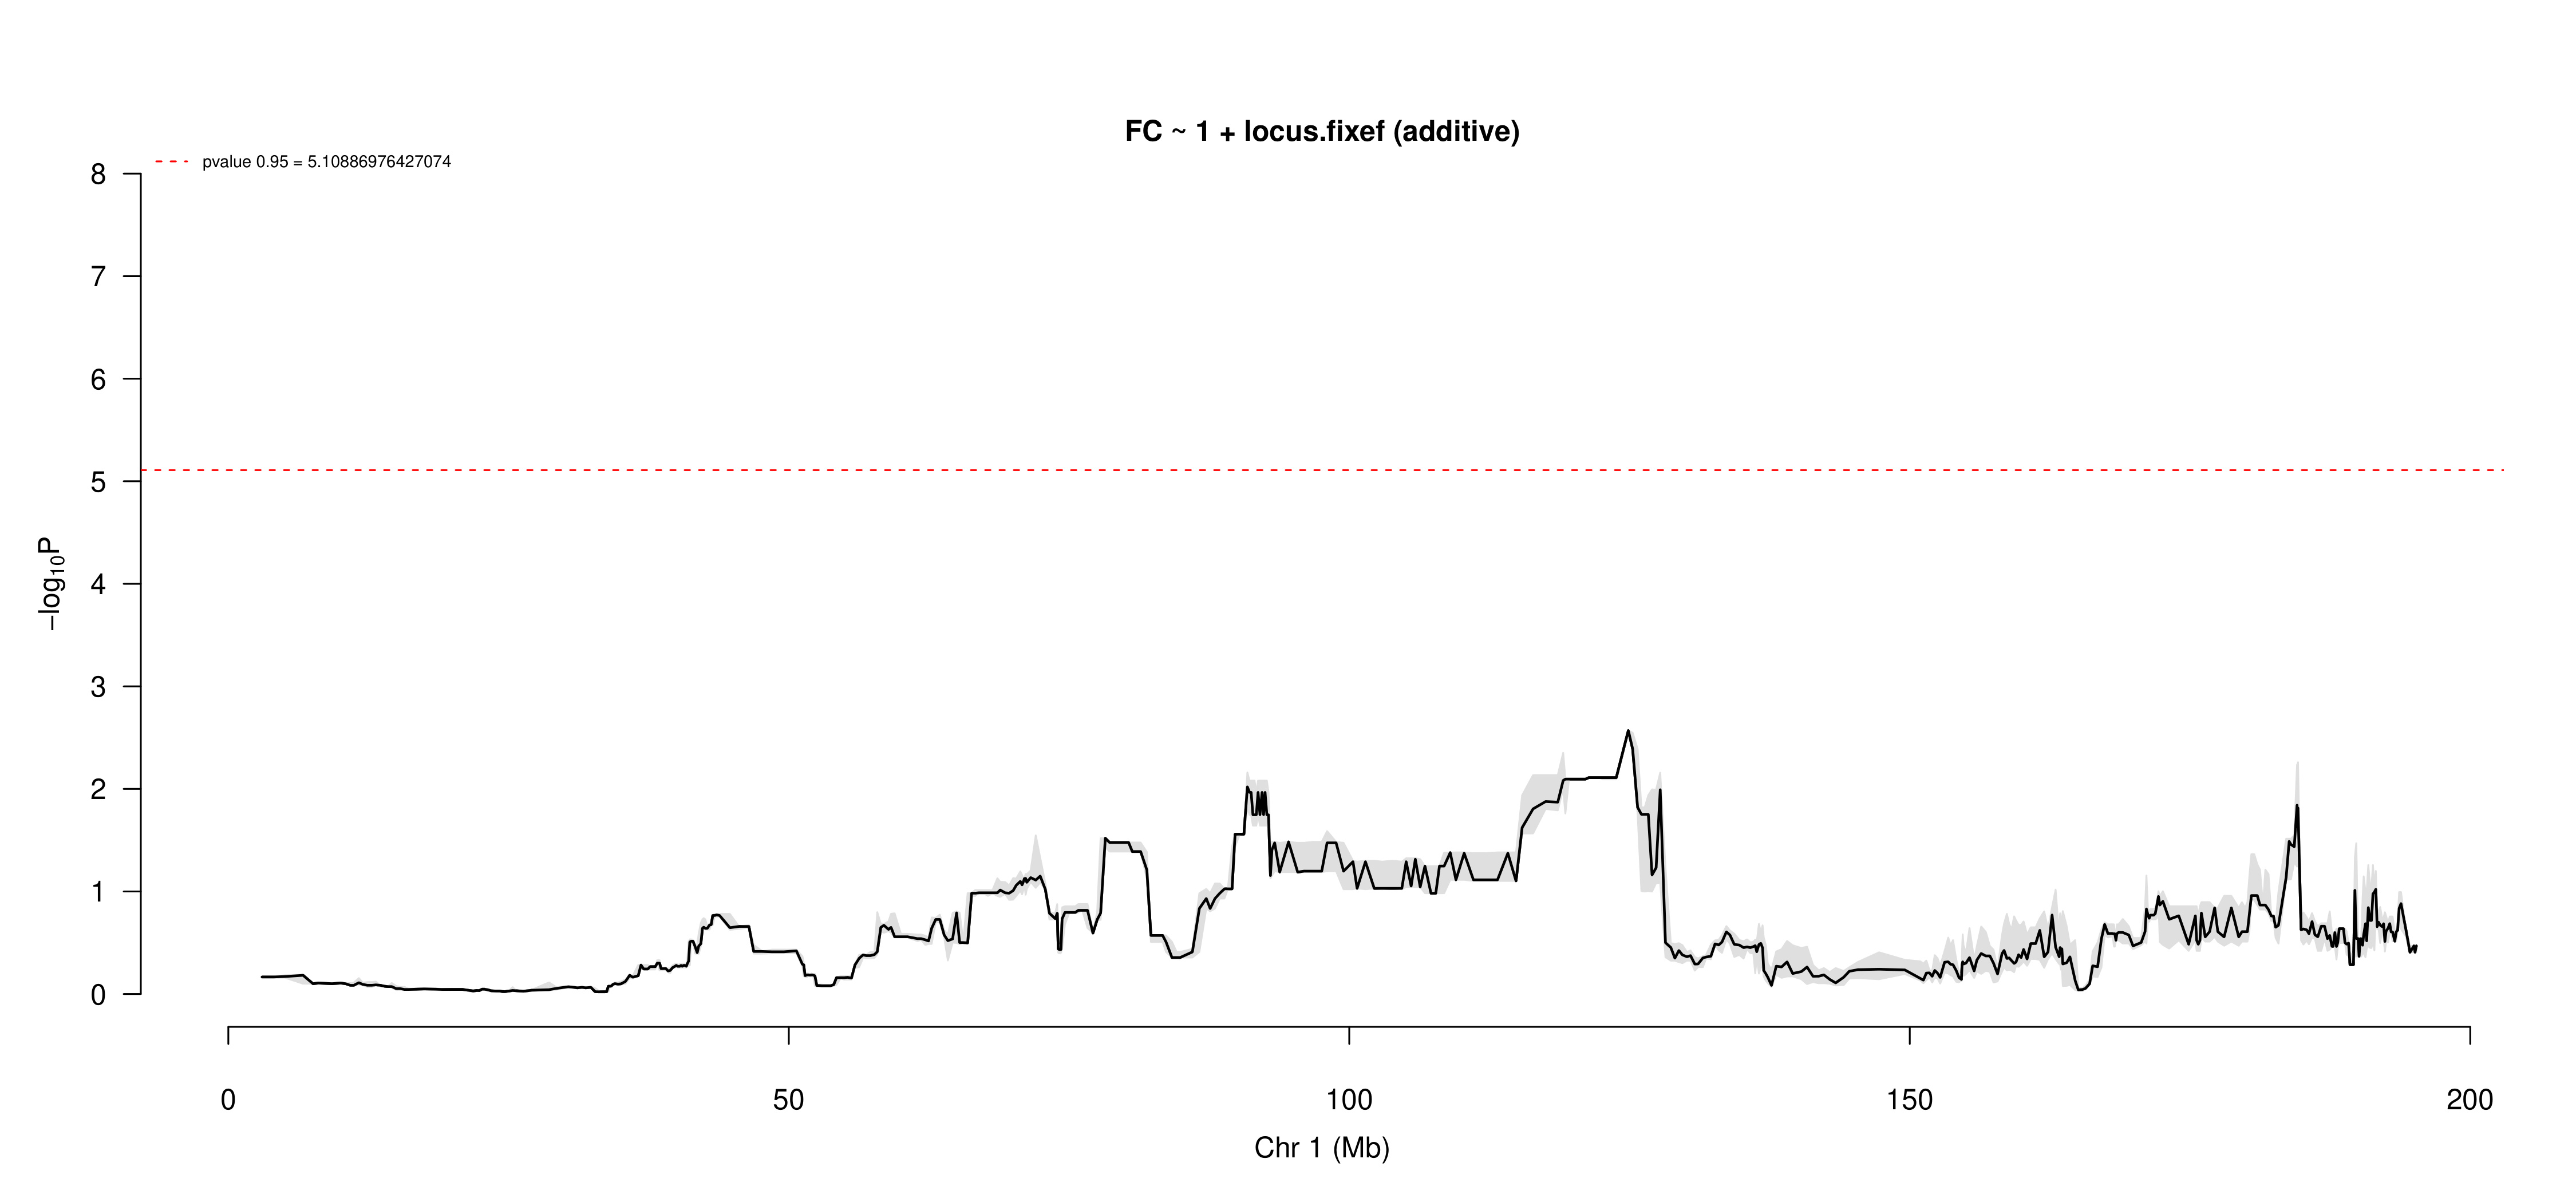 FC ~ 1 + locus.fixef (additive)
pvalue 0.95 = 5.10886976427074
8
7
6
5
4
3
2
1
0
−log10P
0 50 100 150 200
Chr 1 (Mb)